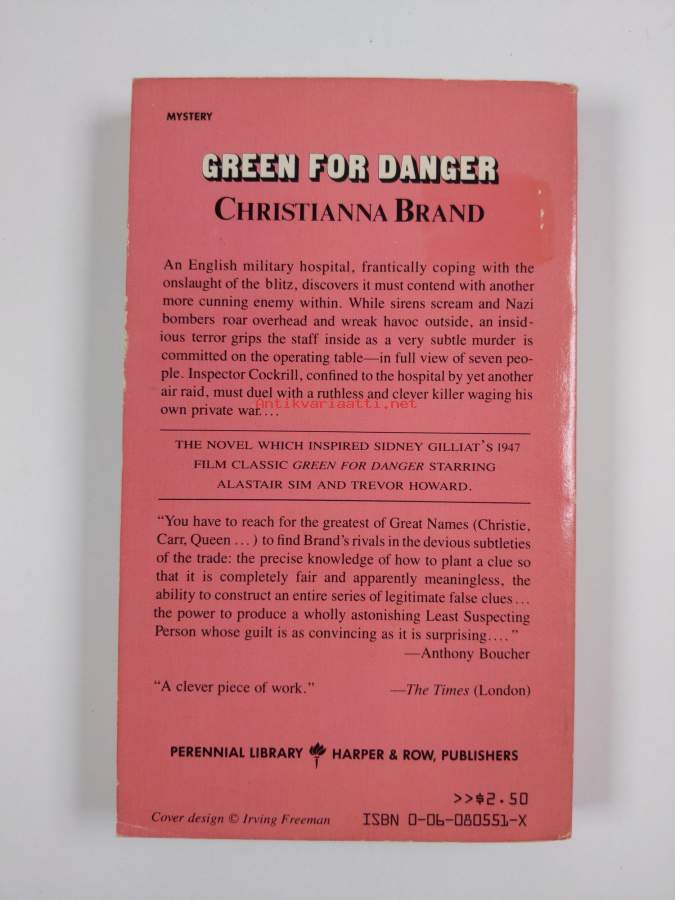 MYSTERY
GREEN FOR DANGER
CHRISTIANNA BRAND
An English military hospital, frantically coping with the
onslaught of the blitz, discovers it must contend with another
more cunning enemy within. While sirens scream and Nazi
bombers roar overhead and wreak havoc outside, an insid-
ious terror grips the staff inside as a very subtle murder is
committed on the operating table—in full view of seven peo-
ple. Inspector Cockrill, confined to the hospital by yet another
air raid, must duel with a ruthless and clever killer waging his
Antikvariaatti.net
own private war....
THE NOVEL WHICH INSPIRED SIDNEY GILLIAT'S 1947
FILM CLASSIC GREEN FOR DANGER STARRING
ALASTAIR SIM AND TREVOR HOWARD.
“You have to reach for the greatest of Great Names (Christie,
Carr, Queen...) to find Brand's rivals in the devious subtleties
of the trade: the precise knowledge of how to plant a clue so
that it is completely fair and apparently meaningless, the
ability to construct an entire series of legitimate false clues...
the power to produce a wholly astonishing Least Suspecting
Person whose guilt is as convincing as it is surprising....”
—Anthony Boucher
“A clever piece of work.” —The Times (London)
PERENNIAL LIBRARY HARPER & ROW, PUBLISHERS
>>$2.50
Cover design © Irving Freeman ISBN 0-06-080551-X